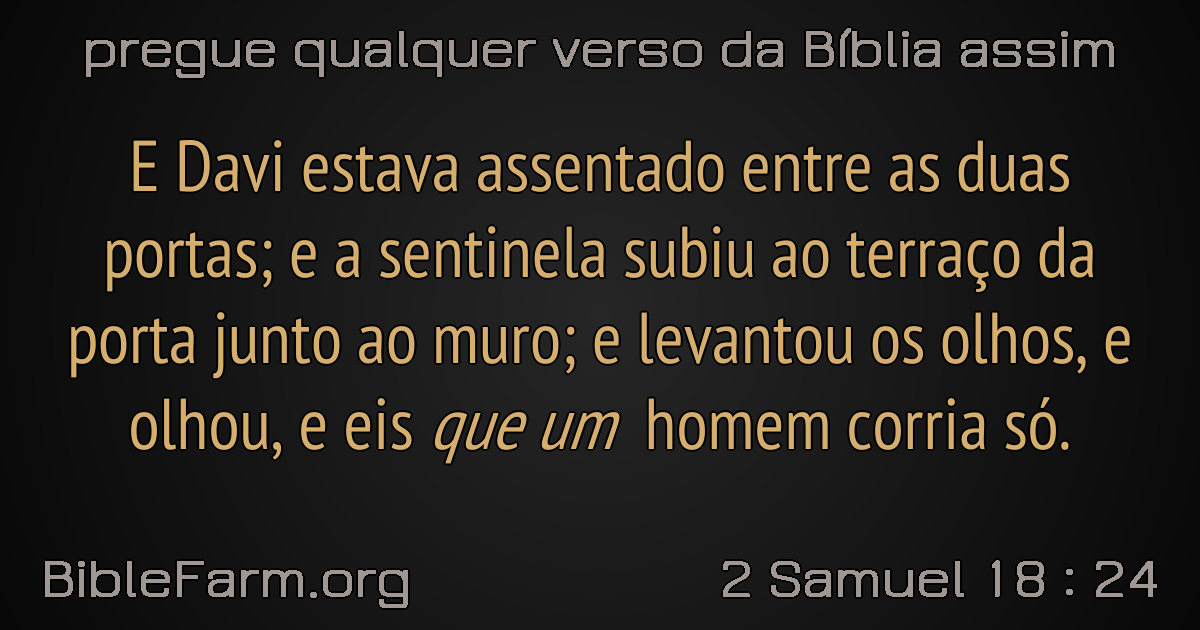 pregue qualquer verso da Bíblia assim
E Davi estava assentado entre as duas
portas; e a sentinela subiu ao terraço da
porta junto ao muro; e levantou os olhos, e
olhou, e eis que um homem corria só.
BibleFarm.org
2 Samuel 18 : 24